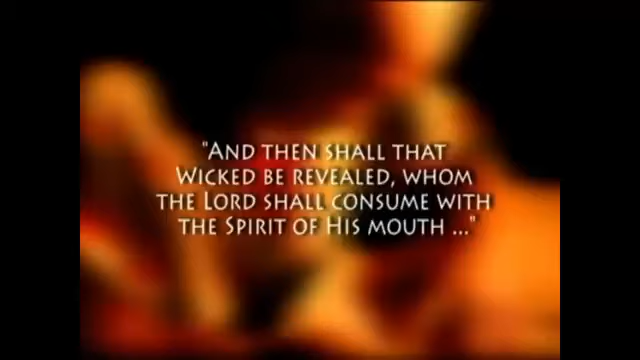 "And then shall that
Wicked be revealed, whom
the Lord shall consume with
the Spirit of His mouth ..."